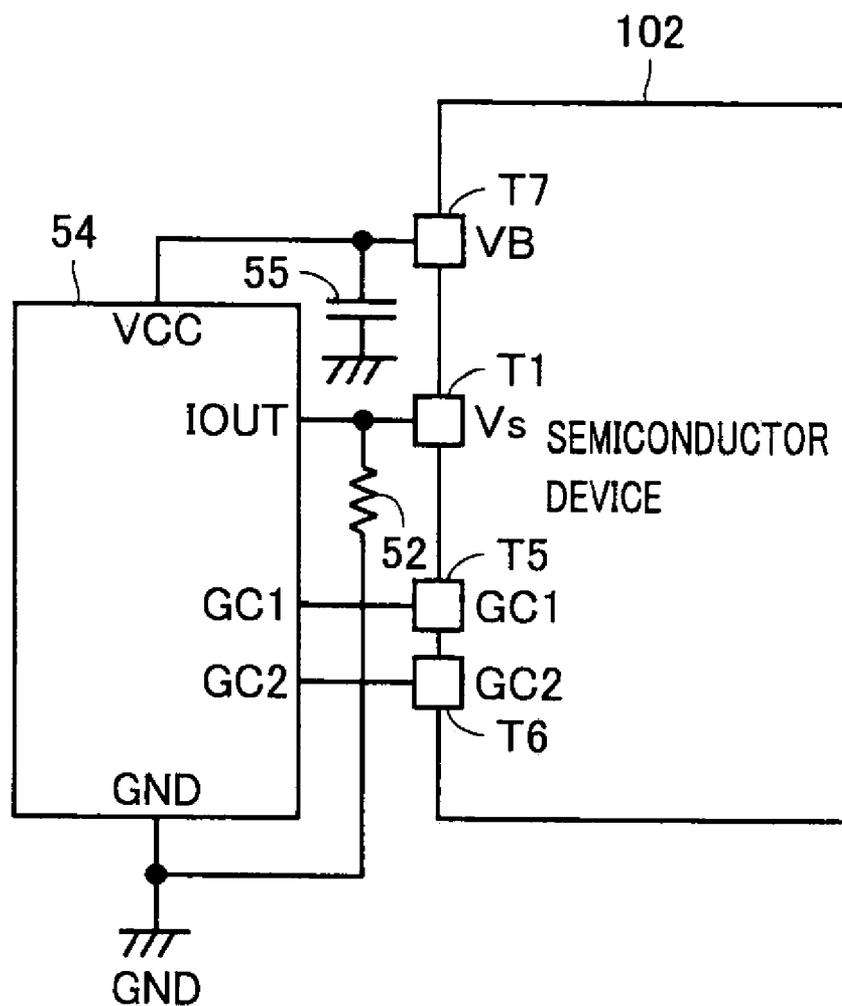 102
T7
VB
54
55
VCC
T1
IOUT
Vs
SEMICONDUCTOR
DEVICE
52
T5
GC1
GC1
GC2
GC2
T6
GND
GND